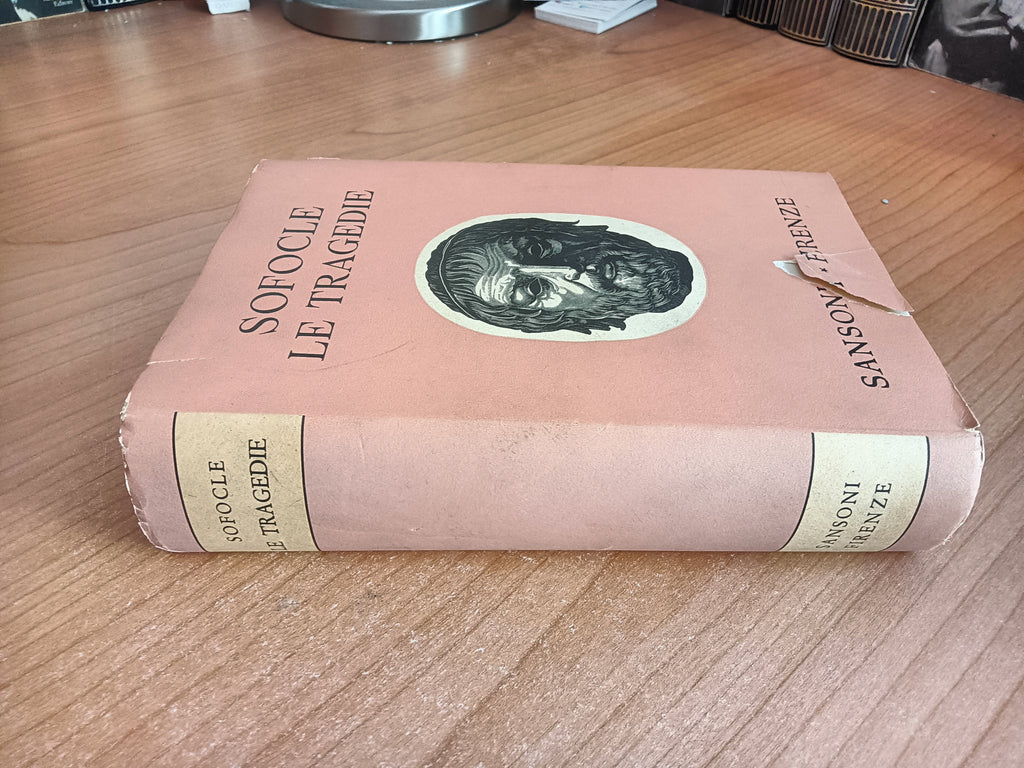 SOFOCLE
LE TRAGEDIE
SANSONI * FIRENZE
SOFOCLE
LE TRAGEDIE
SANSONI
FIRENZE